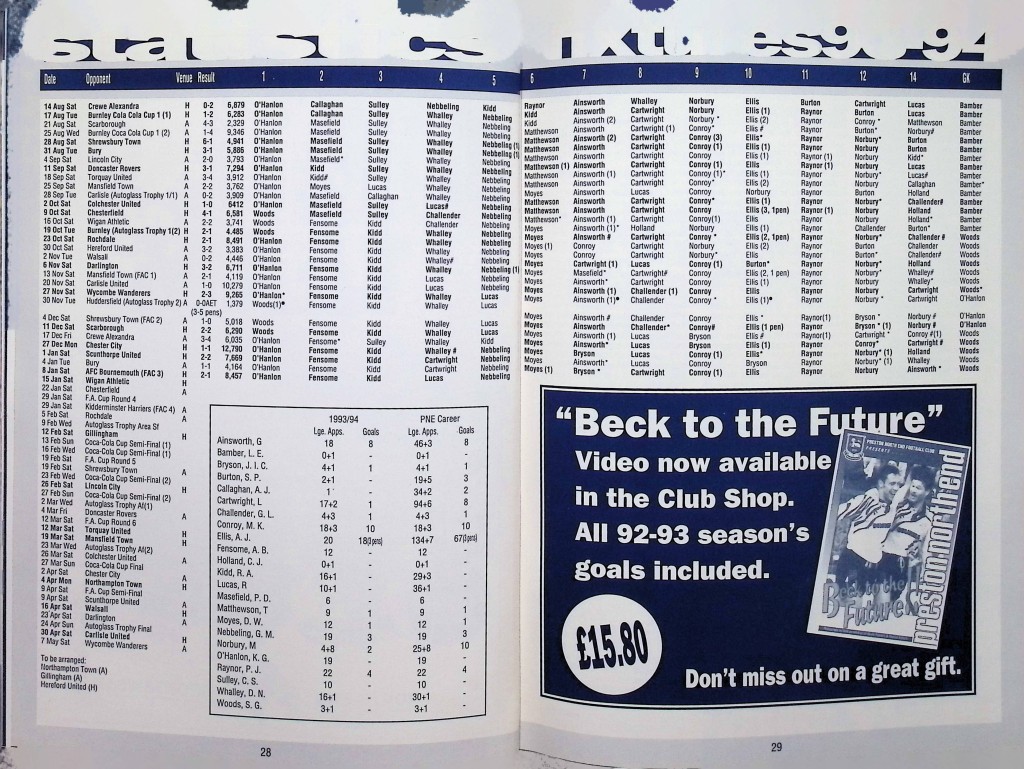 statistics fixtures 93-94
Date Opponent Venue Result 1 2 3 4 5
14 Aug Sat Crewe Alexandra H 0-2 6,879 O'Hanlon Callaghan Sulley Nebbeling Kidd
17 Aug Tue Burnley Cola Cola Cup 1 (1) H 1-2 6,283 O'Hanlon Callaghan Sulley Whalley Nebbeling
21 Aug Sat Scarborough A 4-3 2,329 O'Hanlon Masefield Sulley Whalley Nebbeling
25 Aug Wed Burnley Coca Cola Cup 1 (2) A 1-4 9,346 O'Hanlon Masefield Sulley Whalley Nebbeling
28 Aug Sat Shrewsbury Town H 6-1 4,941 O'Hanlon Masefield Sulley Whalley Nebbeling (1)
31 Aug Tue Bury H 3-1 5,886 O'Hanlon Masefield Sulley Whalley Nebbeling (1)
4 Sep Sat Lincoln City A 2-0 3,793 O'Hanlon Masefield* Sulley Whalley Nebbeling
11 Sep Sat Doncaster Rovers H 3-1 7,294 O'Hanlon Kidd Sulley Whalley Nebbeling
18 Sep Sat Torquay United A 3-4 3,912 O'Hanlon Kidd# Sulley Whalley Nebbeling
25 Sep Sat Mansfield Town A 2-2 3,762 O'Hanlon Moyes Lucas Whalley Nebbeling
28 Sep Tue Carlisle (Autoglass Trophy 1/1) A 0-2 3,909 O'Hanlon Masefield Callaghan Whalley Nebbeling
2 Oct Sat Colchester United H 1-0 6412 O'Hanlon Masefield Sulley Lucas# Nebbeling
9 Oct Sat Chesterfield H 4-1 6,581 Woods Masefield Sulley Challender Nebbeling
16 Oct Sat Wigan Athletic A 2-2 3,741 Woods Fensome Kidd Challender Nebbeling
19 Oct Tue Burnley (Autoglass Trophy 1(2) H 2-1 4,485 Woods Fensome Kidd Whalley Nebbeling
23 Oct Sat Rochdale H 2-1 8,491 O'Hanlon Fensome Kidd Whalley Nebbeling
30 Oct Sat Hereford United A 3-2 3,383 O'Hanlon Fensome Kidd Whalley Nebbeling
2 Nov Tue Walsall A 0-2 4,446 O'Hanlon Fensome Kidd Whalley# Nebbeling
6 Nov Sat Darlington H 3-2 6,711 O'Hanlon Fensome Kidd Whalley Nebbeling (1)
13 Nov Sat Mansfield Town (FAC 1) A 2-1 4,119 O'Hanlon Fensome Kidd Lucas Nebbeling
20 Nov Sat Carlisle United A 1-0 10,279 O'Hanlon Fensome Kidd Lucas Nebbeling
27 Nov Sat Wycombe Wanderers H 2-3 9,265 O'Hanlon* Fensome Kidd Whalley Lucas
30 Nov Tue Huddersfield (Autoglass Trophy 2) A 0-0AET 1,379 Woods(1)● Fensome Kidd Whalley Lucas
(3-5 pens)
4 Dec Sat Shrewsbury Town (FAC 2) A 1-0 5,018 Woods Fensome Kidd Whalley Lucas
11 Dec Sat Scarborough H 2-2 6,290 Woods Fensome Kidd Whalley Lucas
17 Dec Fri Crewe Alexandra A 3-4 6,035 O'Hanlon Fensome* Sulley Whalley Lucas
27 Dec Mon Chester City H 1-1 12,790 O'Hanlon Fensome Kidd Whalley # Nebbeling
1 Jan Sat Scunthorpe United H 2-2 7,669 O'Hanlon Fensome Kidd Cartwright Nebbeling
4 Jan Tue Bury A 1-1 4,164 O'Hanlon Fensome Kidd Cartwright Nebbeling
8 Jan Sat AFC Bournemouth (FAC 3) H 2-1 8,457 O'Hanlon Fensome Kidd Lucas Nebbeling
15 Jan Sat Wigan Athletic H
22 Jan Sat Chesterfield A
29 Jan Sat F.A. Cup Round 4
29 Jan Sat Kidderminster Harriers (FAC 4) A
5 Feb Sat Rochdale A
9 Feb Wed Autoglass Trophy Area Sf
12 Feb Sat Gillingham H
13 Feb Sun Coca-Cola Cup Semi-Final (1)
16 Feb Wed Coca-Cola Cup Semi-Final (1)
19 Feb Sat F.A. Cup Round 5
19 Feb Sat Shrewsbury Town A
23 Feb Wed Coca-Cola Cup Semi-Final (2)
26 Feb Sat Lincoln City H
27 Feb Sun Coca-Cola Cup Semi-Final (2)
2 Mar Wed Autoglass Trophy Af(1)
4 Mar Fri Doncaster Rovers A
12 Mar Sat F.A. Cup Round 6
12 Mar Sat Torquay United H
19 Mar Sat Mansfield Town H
23 Mar Wed Autoglass Trophy Af(2)
26 Mar Sat Colchester United A
27 Mar Sun Coca-Cola Cup Final
2 Apr Sat Chester City A
4 Apr Mon Northampton Town H
9 Apr Sat F.A. Cup Semi-Final
9 Apr Sat Scunthorpe United A
16 Apr Sat Walsall H
23 Apr Sat Darlington A
24 Apr Sun Autoglass Trophy Final
30 Apr Sat Carlisle United H
7 May Sat Wycombe Wanderers A
To be arranged:
Northampton Town (A)
Gillingham (A)
Hereford United (H)
1993/94 PNE Career
Lge. Apps. Goals Lge. Apps. Goals
Ainsworth, G 18 8 46+3 8
Bamber, L. E. 0+1 - 0+1 -
Bryson, J. I. C. 4+1 1 4+1 1
Burton, S. P. 2+1 - 19+5 3
Callaghan, A. J. 1 - 34+2 2
Cartwright, L 17+2 1 94+6 8
Challender, G. L. 4+3 1 4+3 1
Conroy, M. K. 18+3 10 18+3 10
Ellis, A. J. 20 18(3pns) 134+7 67(3pns)
Fensome, A. B. 12 - 12 -
Holland, C. J. 0+1 - 0+1 -
Kidd, R. A. 16+1 - 29+3 -
Lucas, R 10+1 - 36+1 -
Masefield, P. D. 6 - 6 -
Matthewson, T 9 1 9 1
Moyes, D. W. 12 1 12 1
Nebbeling, G. M. 19 3 19 3
Norbury, M 4+8 2 25+8 10
O'Hanlon, K. G. 19 - 19 -
Raynor, P. J. 22 4 22 4
Sulley, C. S. 10 - 10 -
Whalley, D. N. 16+1 - 30+1 -
Woods, S. G. 3+1 - 3+1 -
28
6 7 8 9 10 11 12 14 GK
Raynor Ainsworth Whalley Norbury Ellis Burton Cartwright Lucas Bamber
Kidd Ainsworth Cartwright Norbury* Ellis (1) Raynor Burton Lucas Bamber
Kidd Ainsworth (2) Cartwright Conroy* Ellis (2) Raynor Conroy * Matthewson Bamber
Matthewson Ainsworth Cartwright (1) Conroy* Ellis # Raynor Burton* Norbury# Bamber
Matthewson Ainsworth (2) Cartwright Conroy (3) Ellis* Raynor Norbury* Burton Bamber
Matthewson Ainsworth Cartwright Conroy Ellis (1) Raynor (1) Norbury Burton Bamber
Matthewson Ainsworth Cartwright Conroy Ellis (1) Raynor (1) Norbury Kidd* Bamber
Matthewson (1) Ainsworth Cartwright Conroy (1)* Ellis (1) Raynor Norbury* Lucas Bamber
Matthewson Ainsworth (1) Cartwright Conroy Ellis (2) Raynor Norbury Lucas# Bamber
Moyes Ainsworth Cartwright Conroy Ellis (2) Raynor Norbury Callaghan Bamber*
Moyes Ainsworth Lucas Norbury Ellis Raynor Burton Holland Bamber
Matthewson Ainsworth Cartwright Conroy Ellis (1) Raynor Norbury* Challender# Bamber
Matthewson Ainsworth Cartwright Conroy Ellis (3, 1pen) Raynor Norbury* Holland Bamber
Matthewson* Ainsworth Cartwright Conroy(1) Ellis (1) Raynor Norbury* Holland# Bamber
Moyes Ainsworth (1)* Holland Norbury Ellis (1) Raynor Challender Burton* Bamber
Moyes Ainsworth # Cartwright Conroy * Ellis (2, 1pen) Raynor Norbury* Challender# Woods
Moyes (1) Conroy Cartwright Norbury* Ellis (2) Raynor Burton Challender Woods
Moyes Conroy Cartwright Norbury* Ellis Raynor Burton Challender# Woods
Moyes Cartwright (1) Lucas Conroy (1) Burton* Raynor Norbury* Holland Woods
Moyes Masefield* Cartwright# Conroy Ellis (2, 1 pen) Raynor Norbury* Whalley# Woods
Moyes Ainsworth Cartwright Conroy * Ellis (1) Raynor Norbury* Whalley Woods
Moyes Ainsworth (1) Challender (1) Conroy Ellis Raynor Norbury Cartwright Woods*
Moyes Ainsworth (1)● Challender Conroy * Ellis (1)● Raynor Norbury* Cartwright O'Hanlon
Moyes Ainsworth # Challender Conroy * Ellis Raynor(1) Bryson * Norbury # O'Hanlon
Moyes Ainsworth Challender* Conroy# Ellis (1 pen) Raynor Bryson * (1) Norbury # O'Hanlon
Moyes Ainsworth (1) Bryson Conroy Ellis # Raynor(1) Cartwright * Conroy #(1) Woods
Moyes Ainsworth Lucas Bryson Ellis (1) Raynor Conroy* Cartwright # Woods
Moyes Ainsworth* Lucas Conroy (1) Ellis* Raynor Norbury* (1) Holland Woods
Moyes Ainsworth* Lucas Conroy Bryson Raynor Norbury* (1) Whalley Woods
Moyes (1) Bryson * Cartwright Conroy (1) Ellis Raynor Norbury Ainsworth * Woods
“Beck to the Future”
Video now available
in the Club Shop.
All 92-93 season's
goals included.
£15.80
PRESTON NORTH END FOOTBALL CLUB
PRESENTS
prestonnorthend
Beck to the
Future!
Don't miss out on a great gift.
29